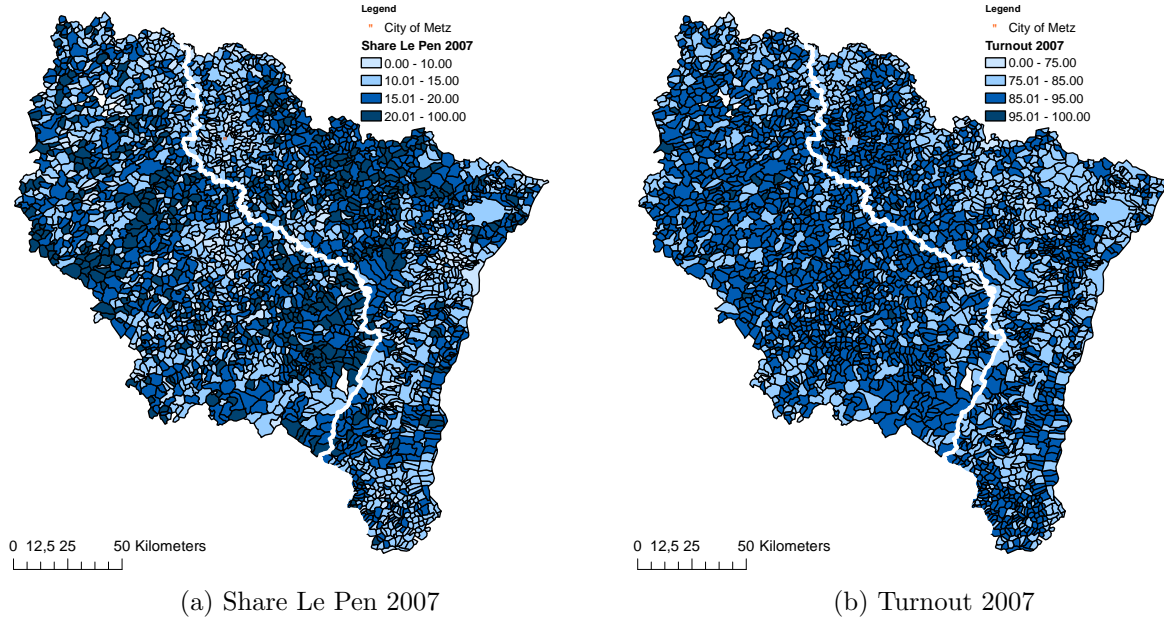 Legend
" City of Metz
Share Le Pen 2007
0.00 - 10.00
10.01 - 15.00
15.01 - 20.00
20.01 - 100.00
0 12,5 25 50 Kilometers
(a) Share Le Pen 2007
Legend
" City of Metz
Turnout 2007
0.00 - 75.00
75.01 - 85.00
85.01 - 95.00
95.01 - 100.00
0 12,5 25 50 Kilometers
(b) Turnout 2007